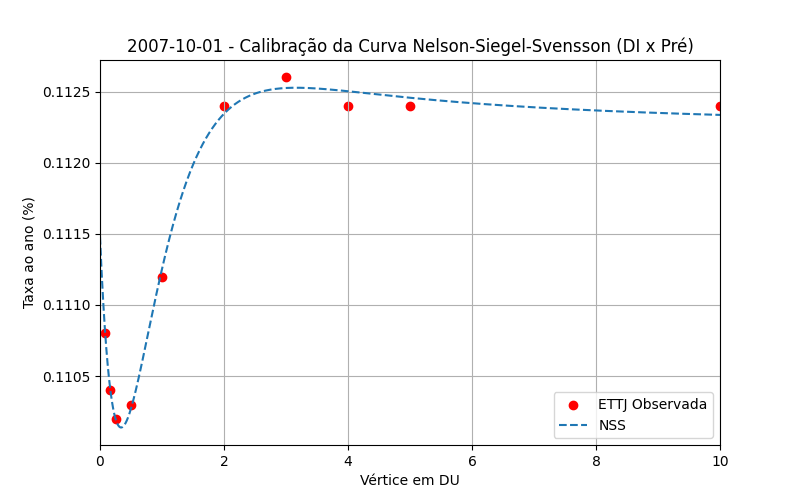 2007-10-01 - Calibração da Curva Nelson-Siegel-Svensson (DI x Pré)
Taxa ao ano (%)
0.1125
0.1120
0.1115
0.1110
0.1105
0 2 4 6 8 10
Vértice em DU
ETTJ Observada
NSS